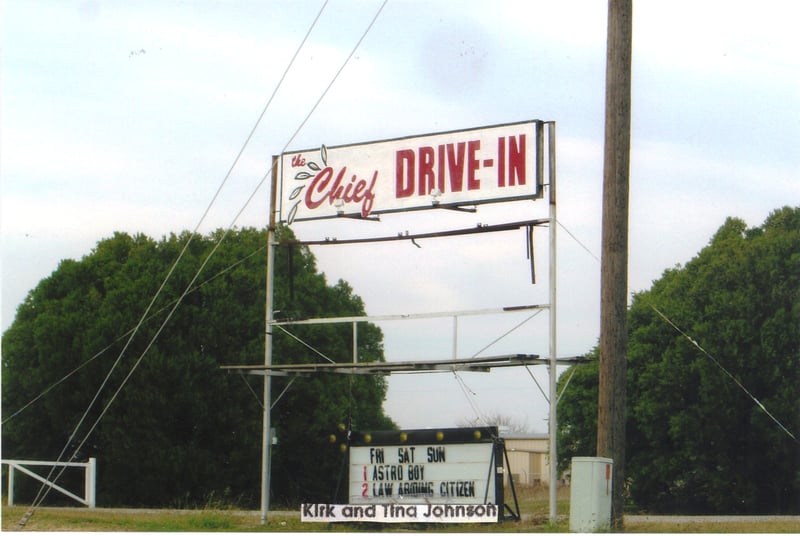 the
Chief DRIVE-IN
FRI SAT SUN
1 ASTRO BOY
2 LAW ABIDING CITIZEN
Kirk and Tina Johnson